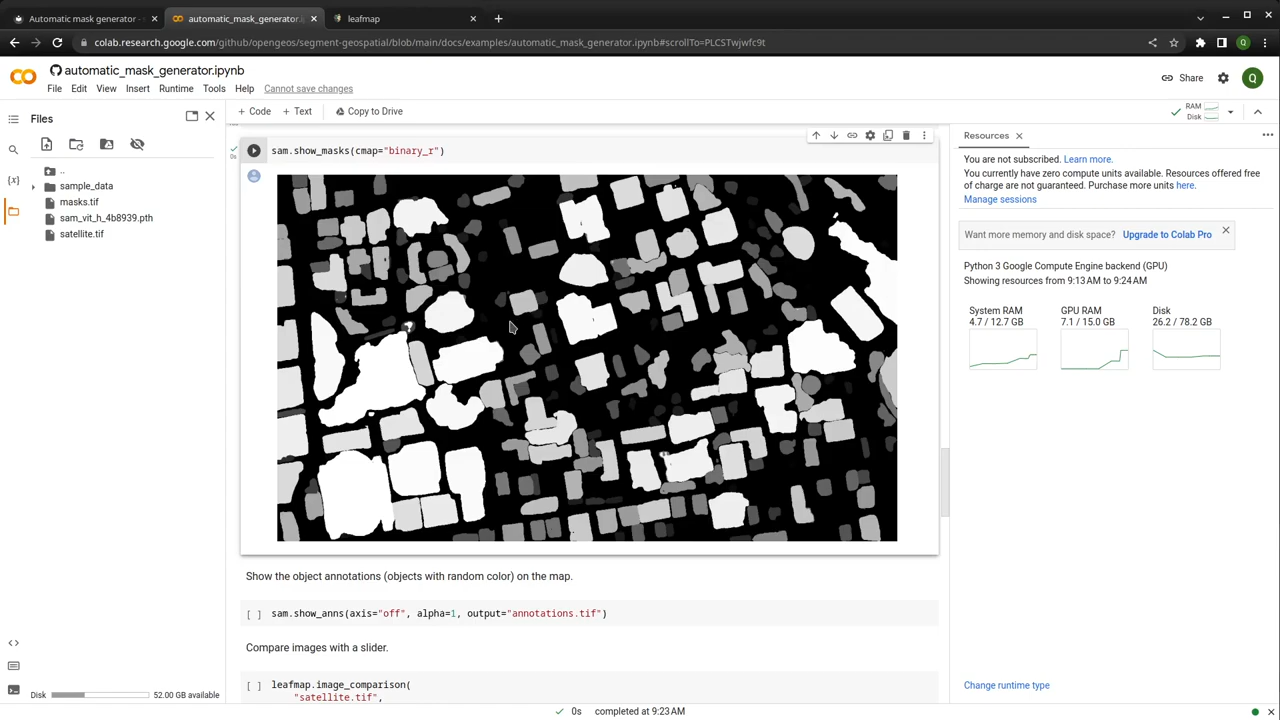 Automatic mask generator -
automatic_mask_generator.i
leafmap
colab.research.google.com/github/opengeos/segment-geospatial/blob/main/docs/examples/automatic_mask_generator.ipynb#scrollTo=PLCSTwjwfc9t
Q
automatic_mask_generator.ipynb
File Edit View Insert Runtime Tools Help Cannot save changes
Share
Q
Files
+ Code + Text Copy to Drive
RAM
Disk
..
sample_data
masks.tif
sam_vit_h_4b8939.pth
satellite.tif
{x}
0s
sam.show_masks(cmap="binary_r")
Show the object annotations (objects with random color) on the map.
[ ] sam.show_anns(axis="off", alpha=1, output="annotations.tif")
Compare images with a slider.
[ ] leafmap.image_comparison(
"satellite.tif",
Resources
You are not subscribed. Learn more.
You currently have zero compute units available. Resources offered free of charge are not guaranteed. Purchase more units here.
Manage sessions
Want more memory and disk space? Upgrade to Colab Pro
Python 3 Google Compute Engine backend (GPU)
Showing resources from 9:13 AM to 9:24 AM
System RAM
4.7 / 12.7 GB
GPU RAM
7.1 / 15.0 GB
Disk
26.2 / 78.2 GB
Change runtime type
Disk 52.00 GB available
0s completed at 9:23 AM